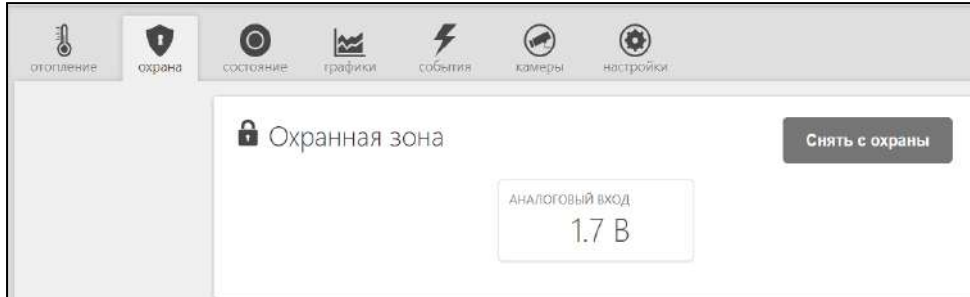 отопление охрана состояние графики события камеры настройки
Охранная зона Снять с охраны
АНАЛОГОВЫЙ ВХОД
1.7 В